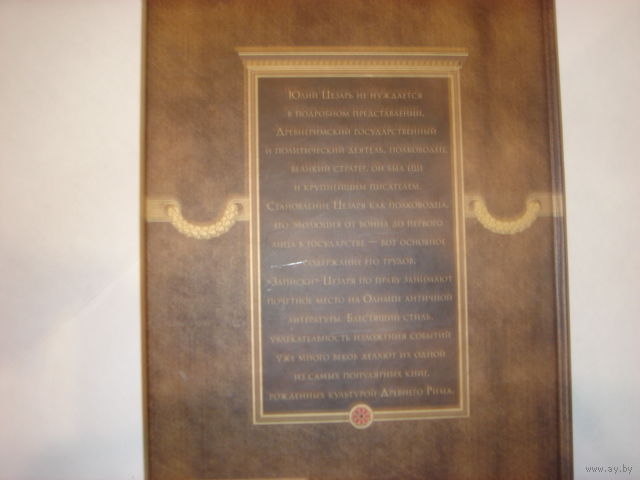 Юлий Цезарь не нуждается
в подробном представлении.
Древнеримский государственный
и политический деятель, полководец,
великий стратег, он был еще
и крупнейшим писателем.
Становление Цезаря как полководца,
его эволюция от воина до первого
лица в государстве — вот основное
содержание его трудов.
«Записки» Цезаря по праву занимают
почетное место на Олимпе античной
литературы. Блестящий стиль,
увлекательность изложения событий
уже много веков делают их одной
из самых популярных книг,
рожденных культурой Древнего Рима.
www.ay.by